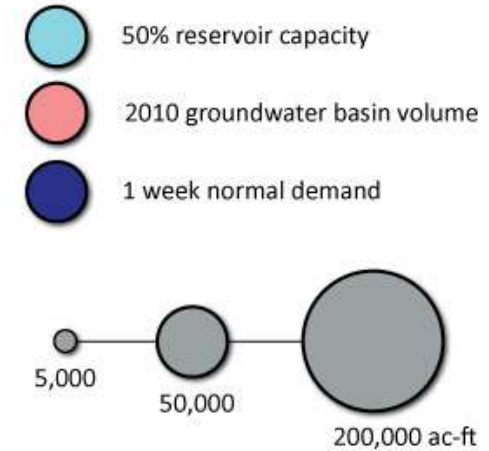 50% reservoir capacity
2010 groundwater basin volume
1 week normal demand
5,000
50,000
200,000 ac-ft